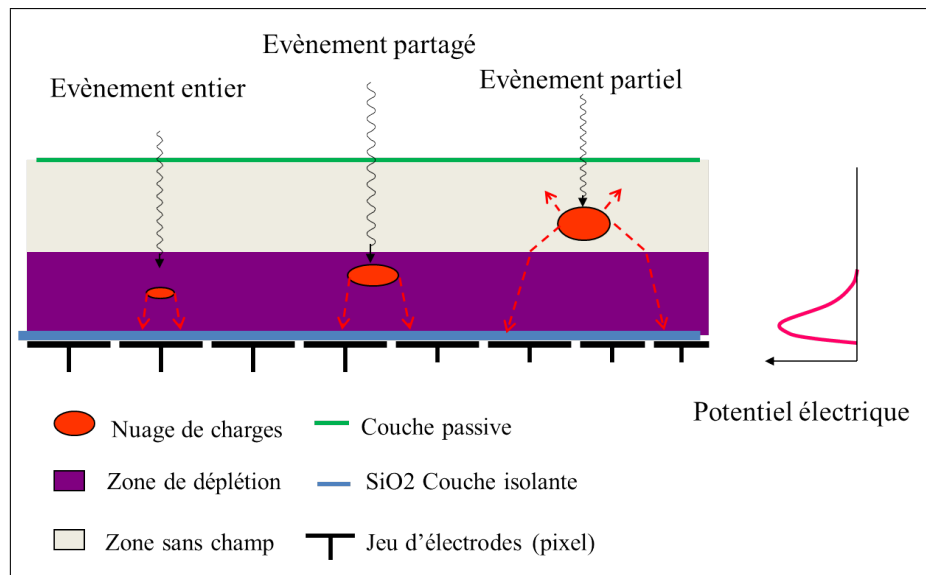 Evènement partagé
Evènement entier
Evènement partiel
Potentiel électrique
Nuage de charges
Couche passive
Zone de déplétion
SiO2 Couche isolante
Zone sans champ
Jeu d'électrodes (pixel)